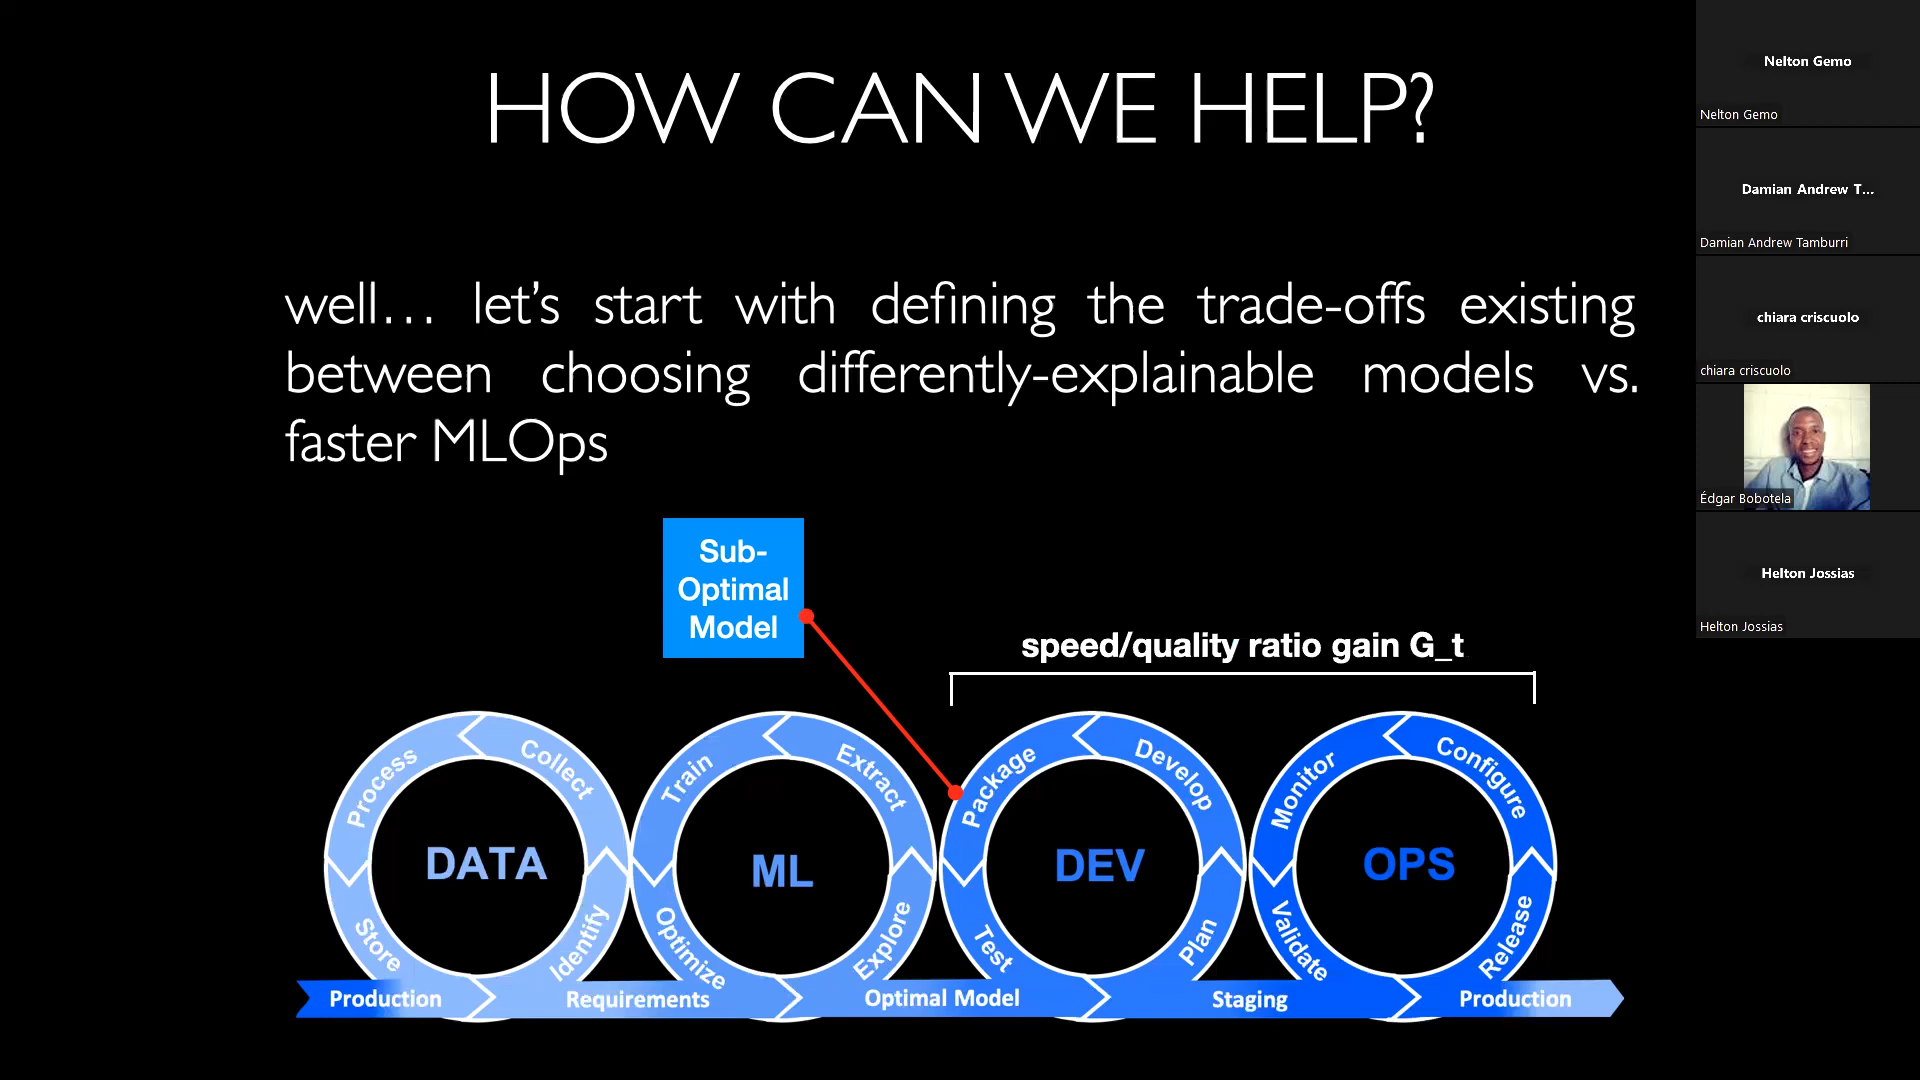 HOW CAN WE HELP?
well... let's start with defining the trade-offs existing
between choosing differently-explainable models vs.
faster MLOps
Sub-
Optimal
Model
speed/quality ratio gain G_t
Process
Collect
Store
Identify
DATA
Train
Extract
Optimize
Explore
ML
Package
Develop
Test
Plan
DEV
Monitor
Configure
Validate
Release
OPS
Production
Requirements
Optimal Model
Staging
Production
Nelton Gemo
Nelton Gemo
Damian Andrew T...
Damian Andrew Tamburri
chiara criscuolo
chiara criscuolo
Édgar Bobotela
Helton Jossias
Helton Jossias